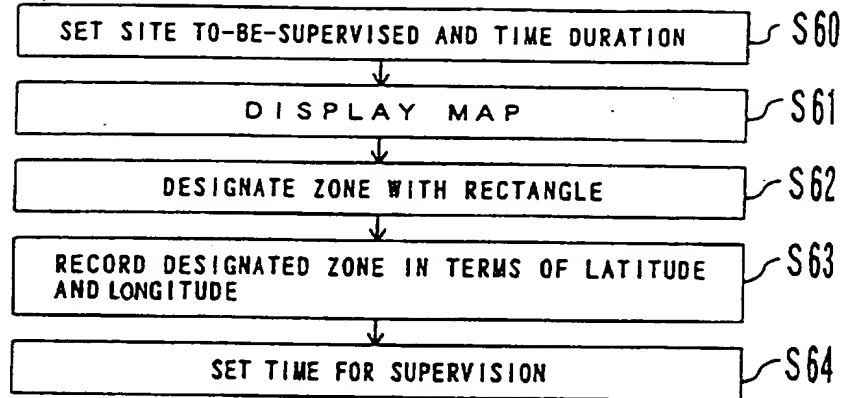 SET SITE TO-BE-SUPERVISED AND TIME DURATION S60
DISPLAY MAP S61
DESIGNATE ZONE WITH RECTANGLE S62
RECORD DESIGNATED ZONE IN TERMS OF LATITUDE S63
AND LONGITUDE
SET TIME FOR SUPERVISION S64